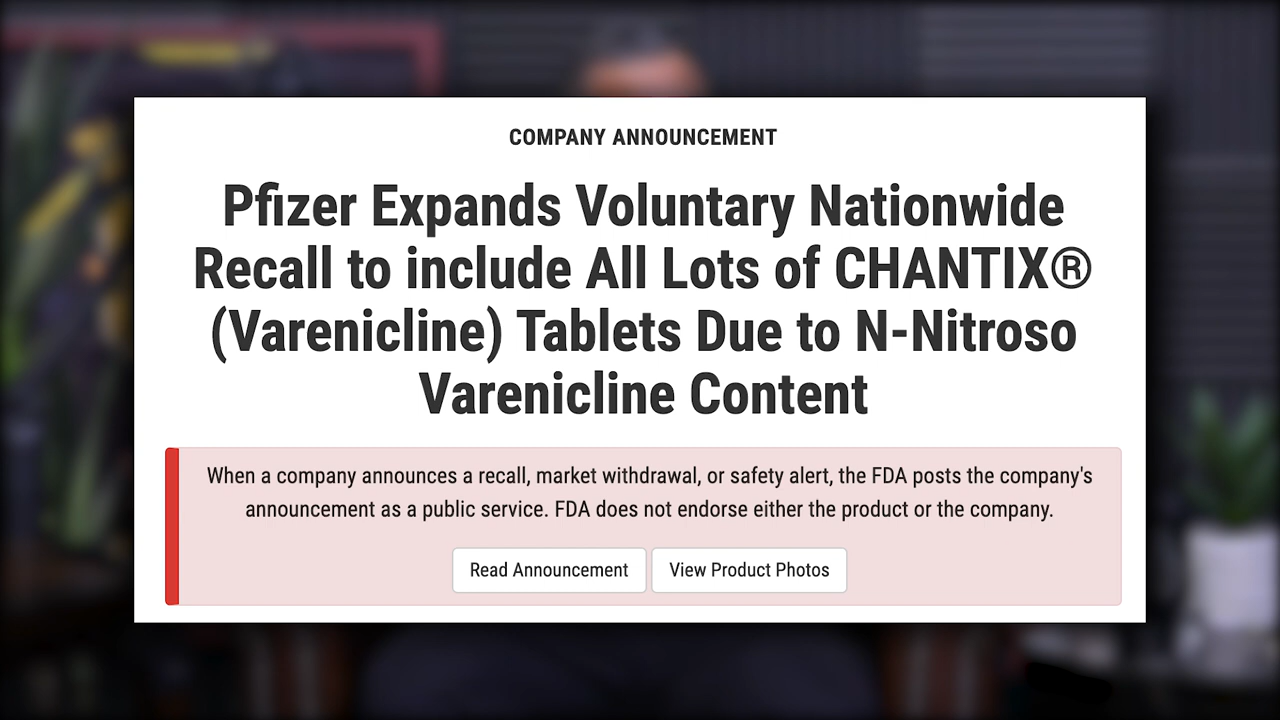 COMPANY ANNOUNCEMENT
Pfizer Expands Voluntary Nationwide
Recall to include All Lots of CHANTIX®
(Varenicline) Tablets Due to N-Nitroso
Varenicline Content
When a company announces a recall, market withdrawal, or safety alert, the FDA posts the company's
announcement as a public service. FDA does not endorse either the product or the company.
Read Announcement
View Product Photos